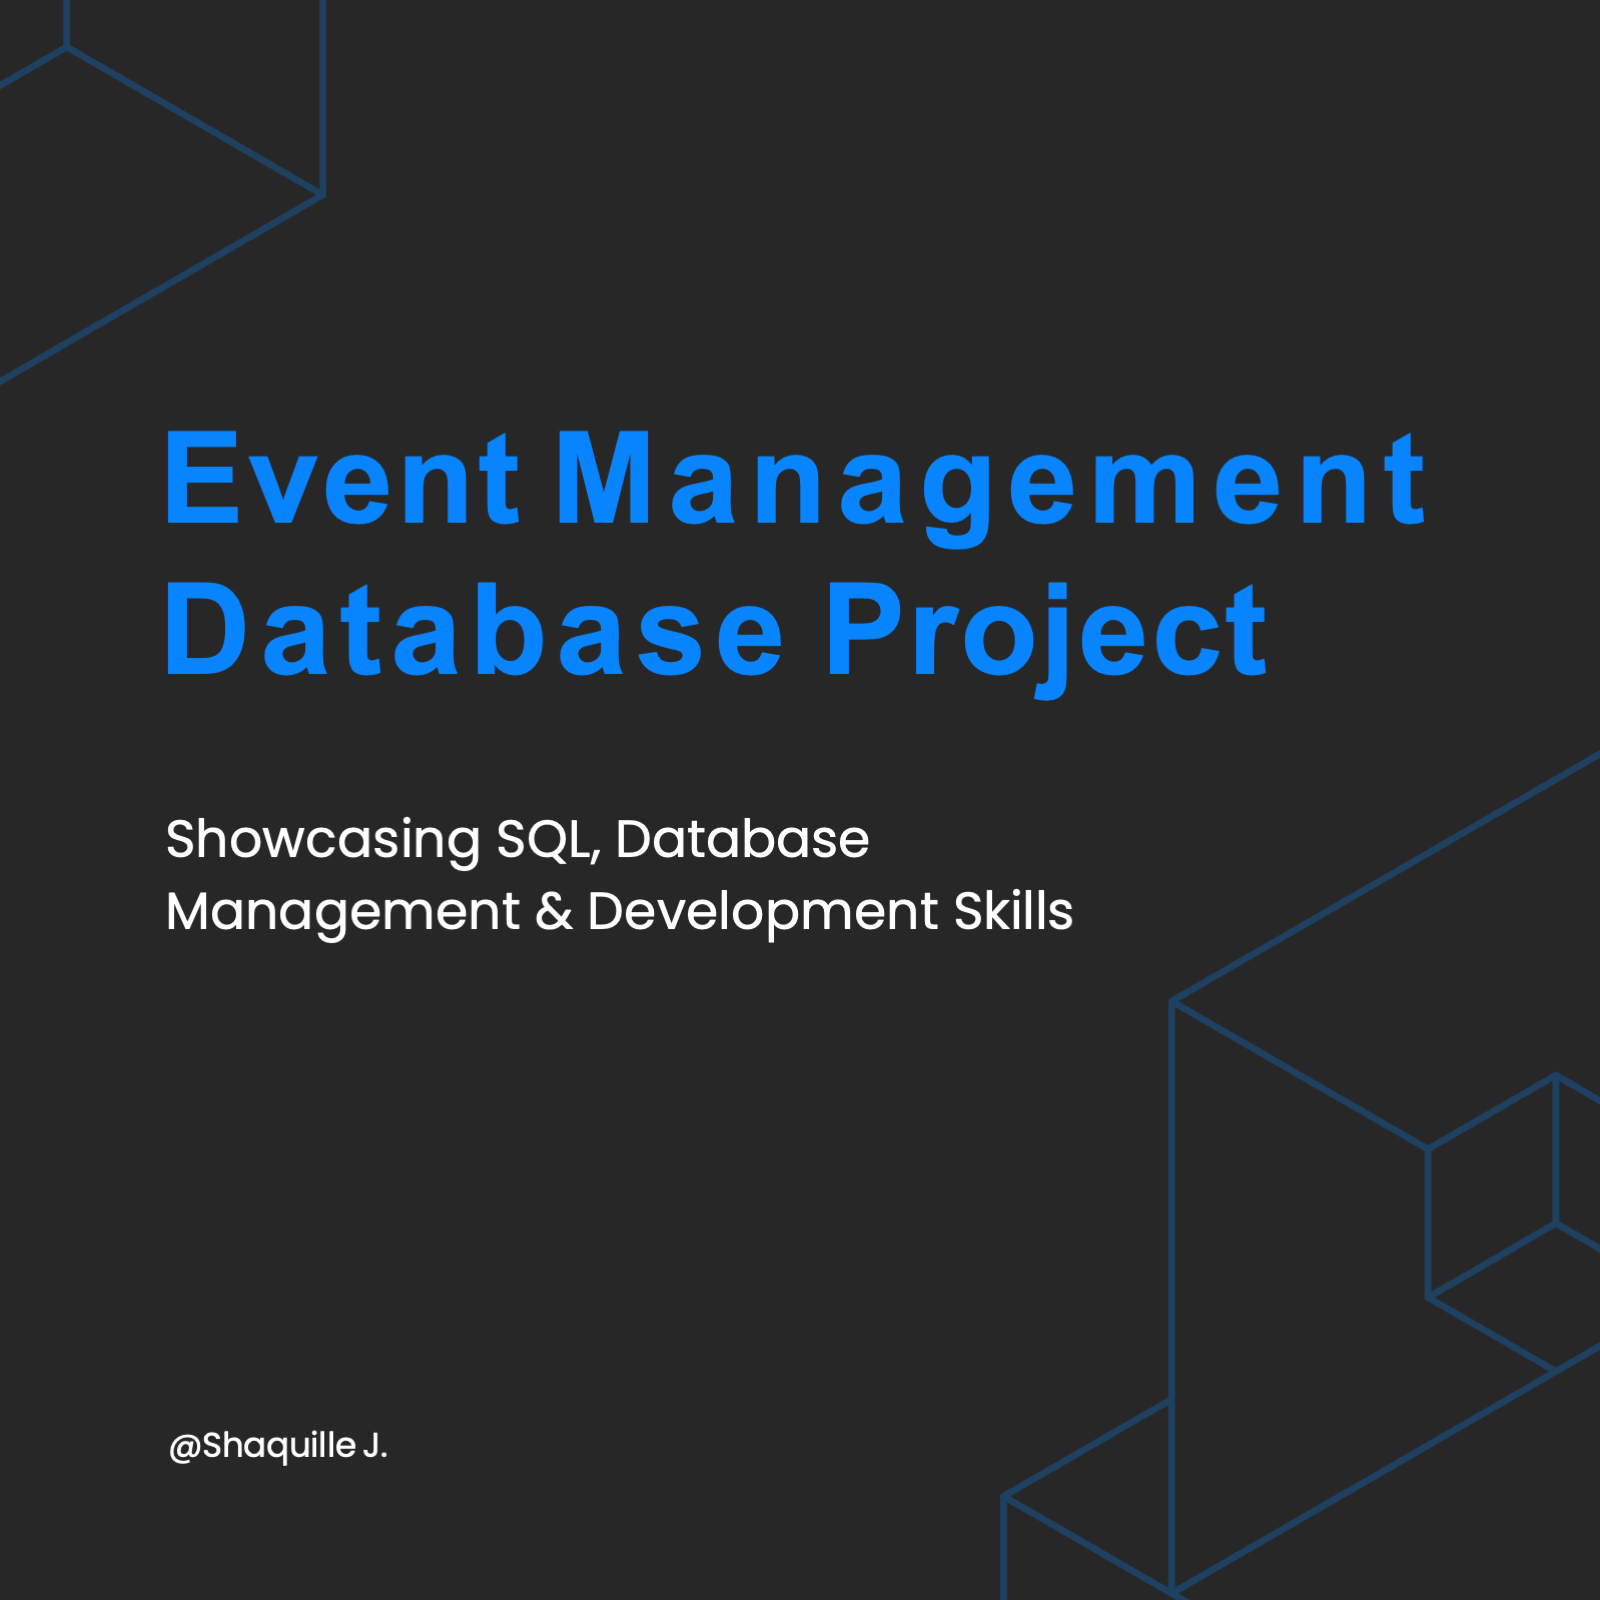 Event Management
Database Project
Showcasing SQL, Database
Management & Development Skills
@Shaquille J.